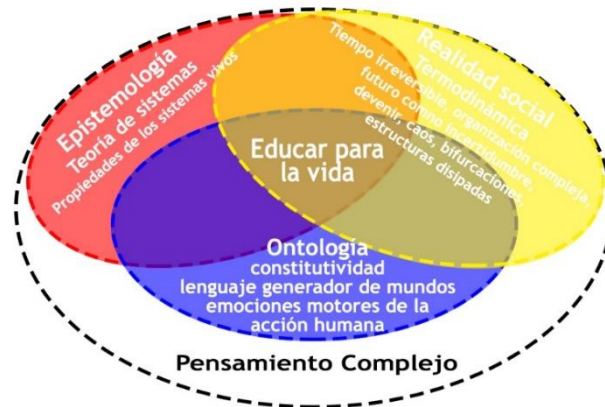 Epistemología
Teoría de sistemas
Propiedades de los sistemas vivos
Realidad social
Termodinámica
Tiempo irreversible, organización compleja,
futuro como incertidumbre,
devenir, caos, bifurcaciones,
estructuras disipadas
Educar para
la vida
Ontología
constitutividad
lenguaje generador de mundos
emociones motores de la
acción humana
Pensamiento Complejo